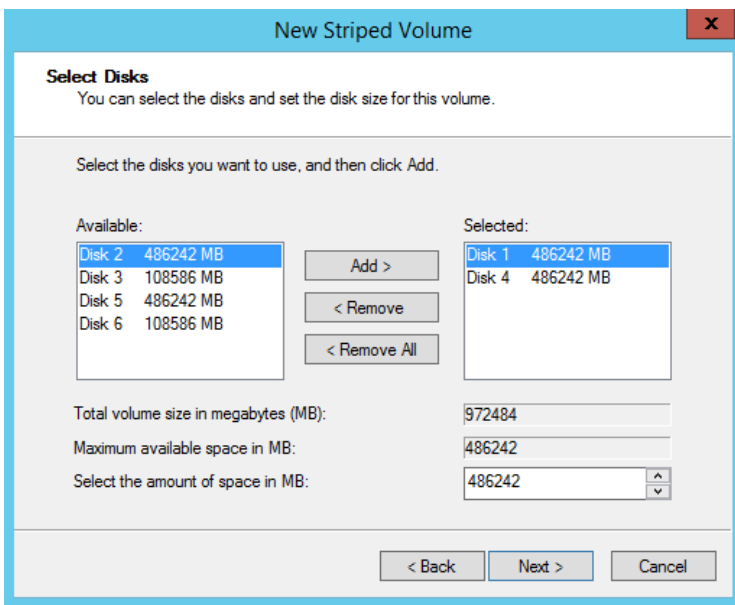 New Striped Volume
x
Select Disks
You can select the disks and set the disk size for this volume.
Select the disks you want to use, and then click Add.
Available:
Disk 2 486242 MB
Disk 3 108586 MB
Disk 5 486242 MB
Disk 6 108586 MB
Add >
< Remove
< Remove All
Selected:
Disk 1 486242 MB
Disk 4 486242 MB
Total volume size in megabytes (MB): 972484
Maximum available space in MB: 486242
Select the amount of space in MB: 486242
< Back Next > Cancel